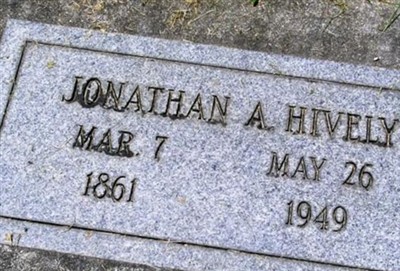 JONATHAN A. HIVELY
MAR. 7 MAY 26
1861 1949